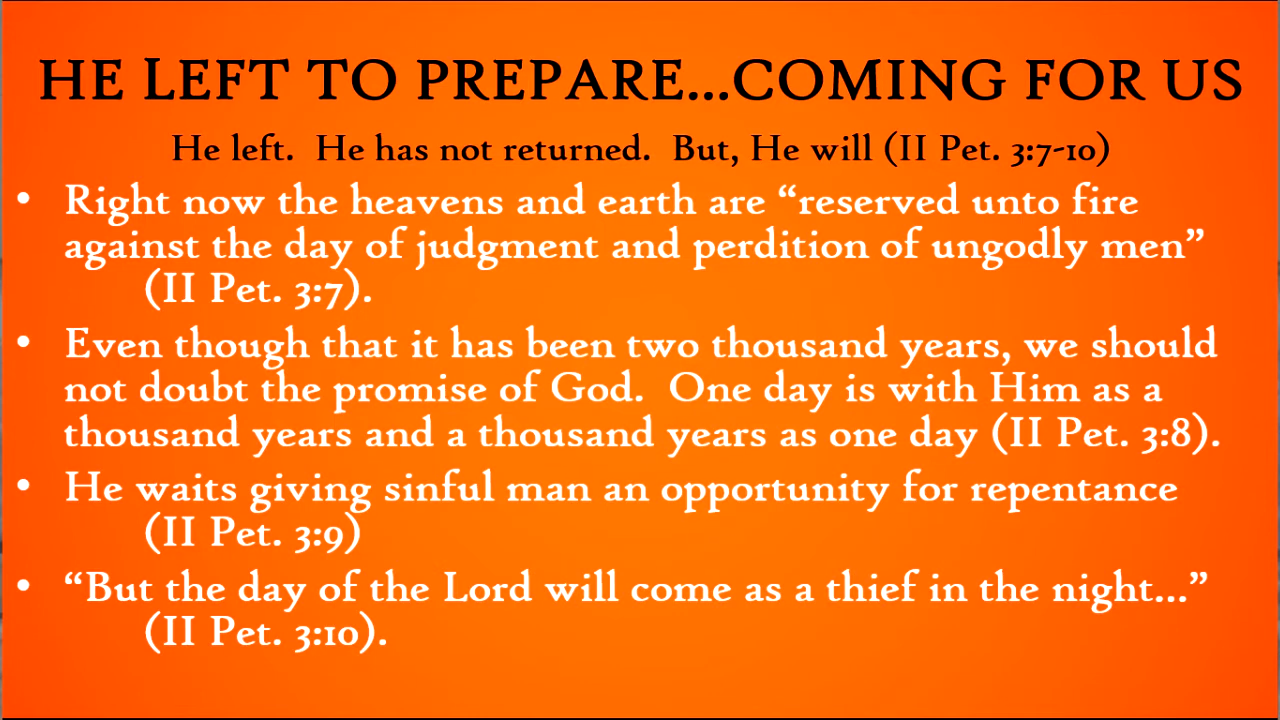 HE LEFT TO PREPARE...COMING FOR US
He left.  He has not returned.  But, He will (II Pet. 3:7-10)
• Right now the heavens and earth are “reserved unto fire
against the day of judgment and perdition of ungodly men”
(II Pet. 3:7).
• Even though that it has been two thousand years, we should
not doubt the promise of God.  One day is with Him as a
thousand years and a thousand years as one day (II Pet. 3:8).
• He waits giving sinful man an opportunity for repentance
(II Pet. 3:9)
• “But the day of the Lord will come as a thief in the night...”
(II Pet. 3:10).